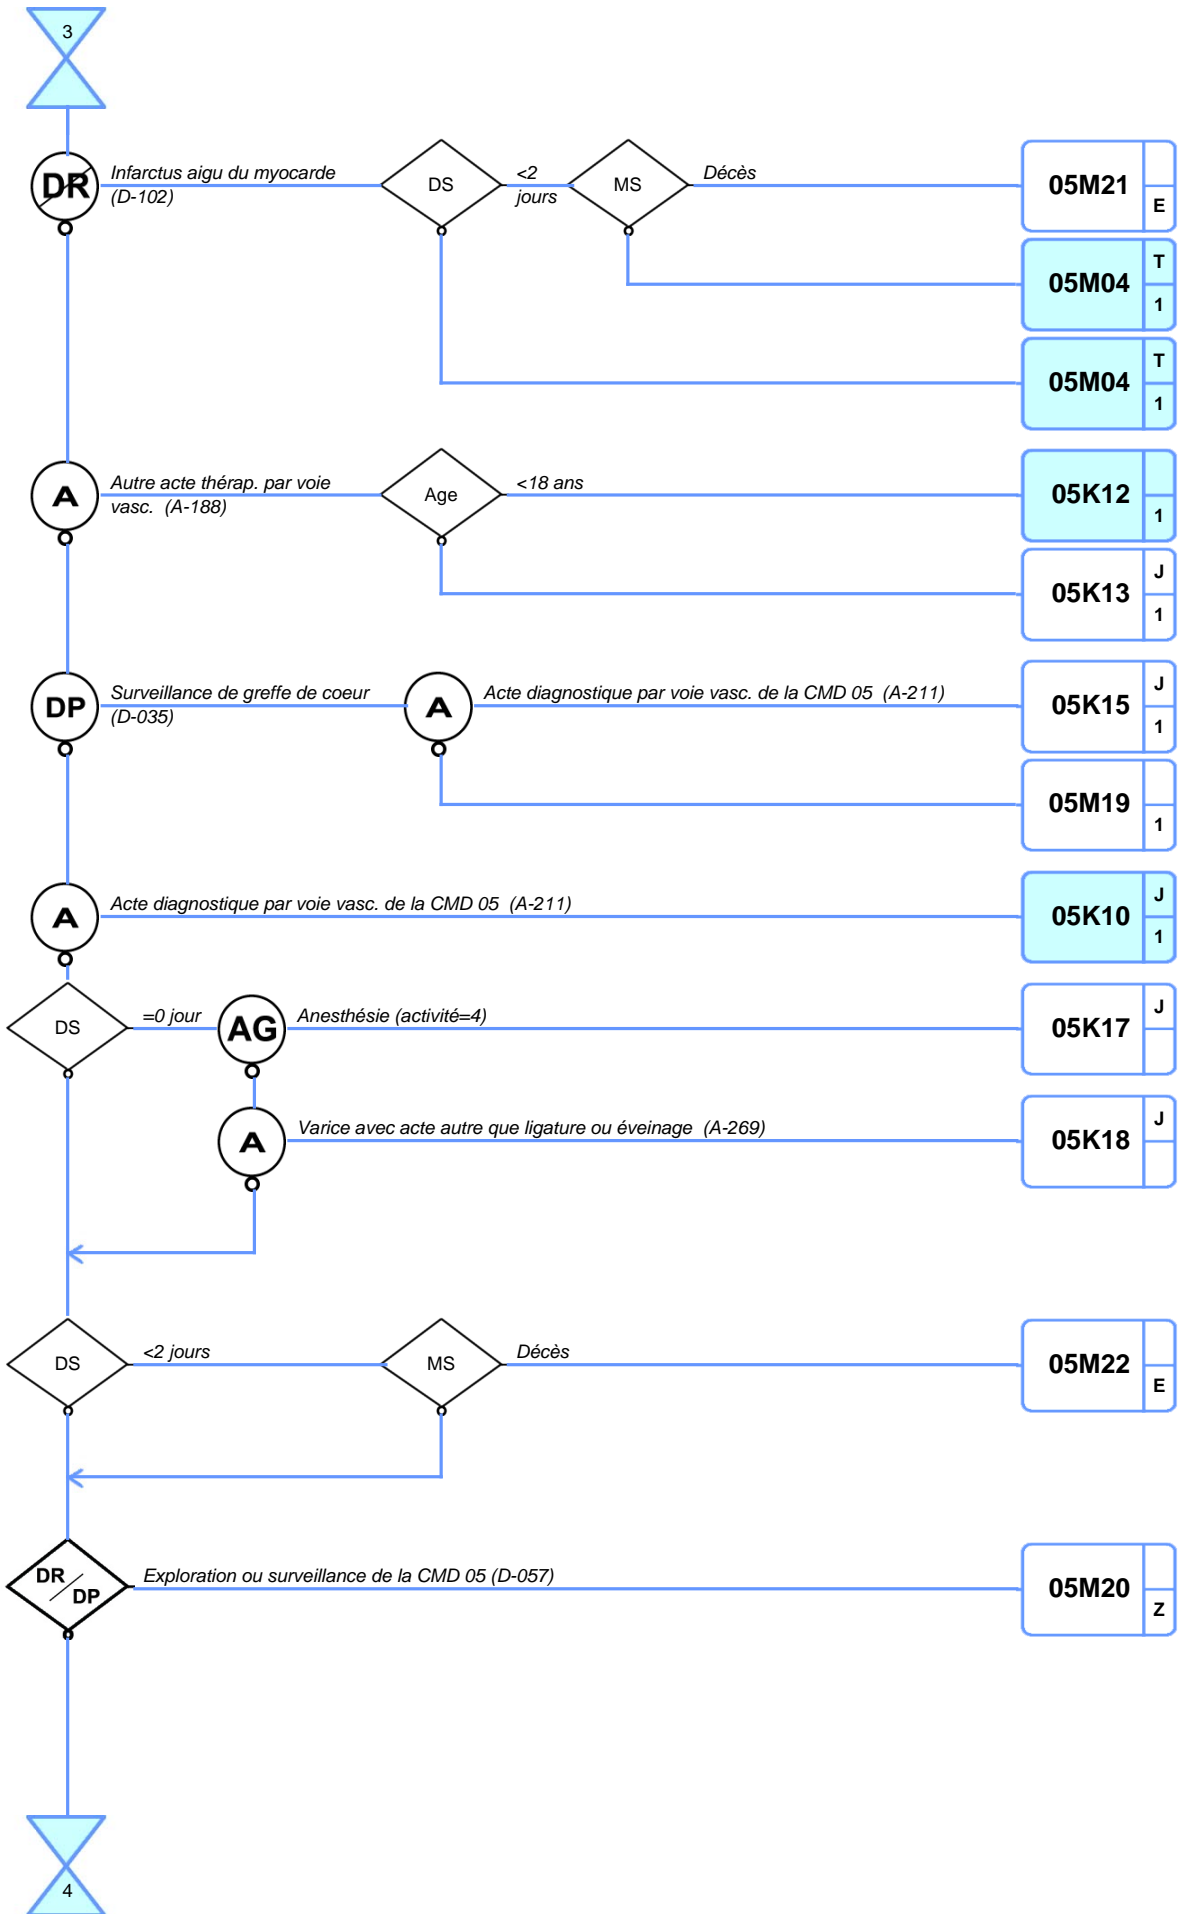 3
DR
Infarctus aigu du myocarde
(D-102)
DS
<2
jours
MS
Décès
05M21
E
05M04
T
1
05M04
T
1
A
Autre acte thérap. par voie
vasc. (A-188)
Age
<18 ans
05K12
1
05K13
J
1
DP
Surveillance de greffe de coeur
(D-035)
A
Acte diagnostique par voie vasc. de la CMD 05 (A-211)
05K15
J
1
05M19
1
A
Acte diagnostique par voie vasc. de la CMD 05 (A-211)
05K10
J
1
DS
=0 jour
AG
Anesthésie (activité=4)
05K17
J
A
Varice avec acte autre que ligature ou éveinage (A-269)
05K18
J
DS
<2 jours
MS
Décès
05M22
E
DR
DP
Exploration ou surveillance de la CMD 05 (D-057)
05M20
Z
4